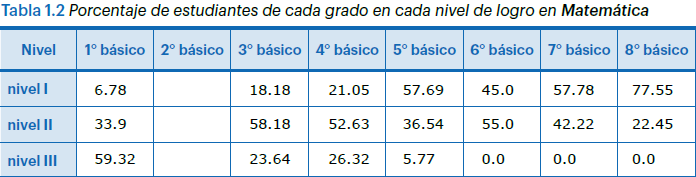 Tabla 1.2 Porcentaje de estudiantes de cada grado en cada nivel de logro en Matemática
Nivel 1° básico 2° básico 3° básico 4° básico 5° básico 6° básico 7° básico 8° básico
nivel I 6.78 18.18 21.05 57.69 45.0 57.78 77.55
nivel II 33.9 58.18 52.63 36.54 55.0 42.22 22.45
nivel III 59.32 23.64 26.32 5.77 0.0 0.0 0.0